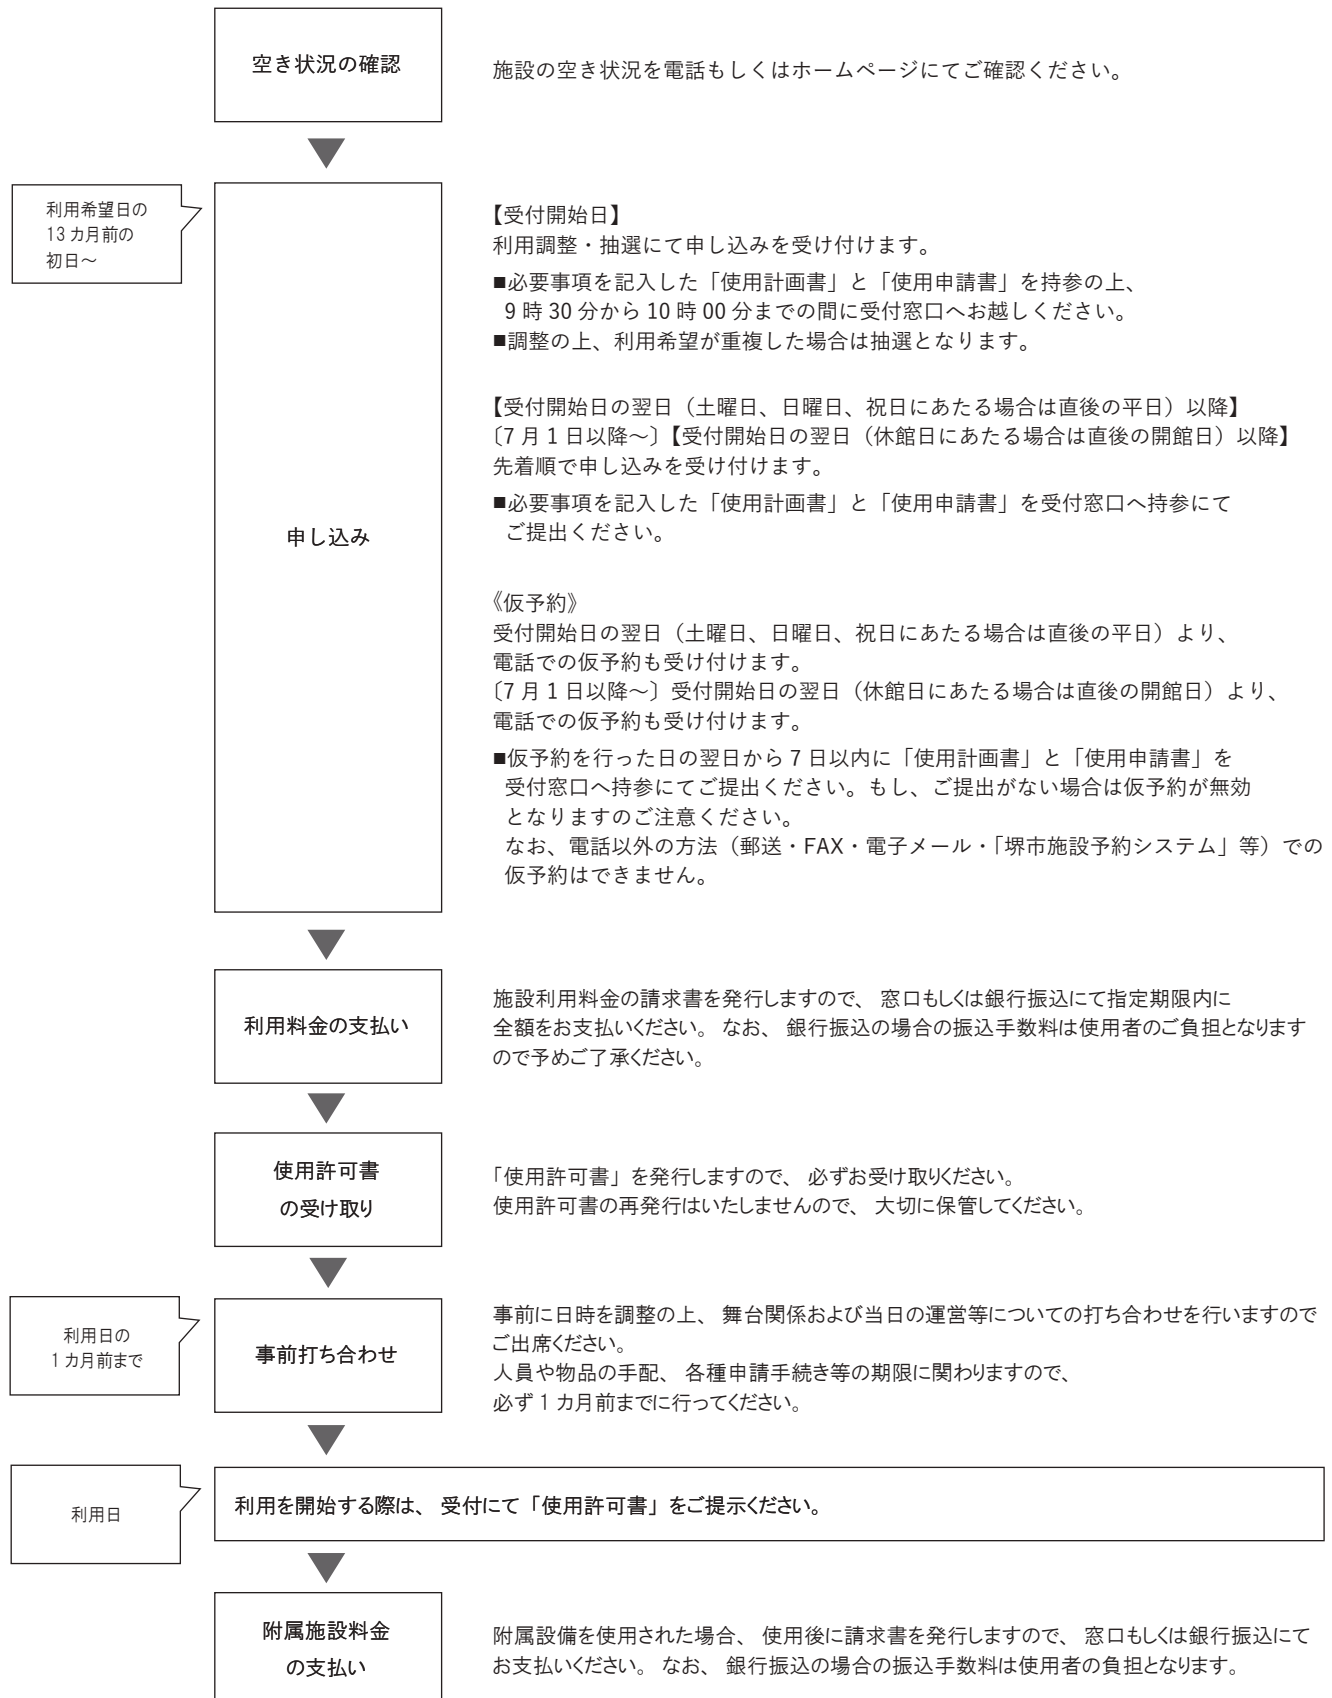 空き状況の確認
施設の空き状況を電話もしくはホームページにてご確認ください。
利用希望日の
13 カ月前の
初日～
申し込み
【受付開始日】
利用調整・抽選にて申し込みを受け付けます。
■必要事項を記入した「使用計画書」と「使用申請書」を持参の上、
9 時 30 分から 10 時 00 分までの間に受付窓口へお越しください。
■調整の上、利用希望が重複した場合は抽選となります。
【受付開始日の翌日（土曜日、日曜日、祝日にあたる場合は直後の平日）以降】
〔7 月 1 日以降～〕【受付開始日の翌日（休館日にあたる場合は直後の開館日）以降】
先着順で申し込みを受け付けます。
■必要事項を記入した「使用計画書」と「使用申請書」を受付窓口へ持参にて
ご提出ください。
《仮予約》
受付開始日の翌日（土曜日、日曜日、祝日にあたる場合は直後の平日）より、
電話での仮予約も受け付けます。
〔7 月 1 日以降～〕受付開始日の翌日（休館日にあたる場合は直後の開館日）より、
電話での仮予約も受け付けます。
■仮予約を行った日の翌日から 7 日以内に「使用計画書」と「使用申請書」を
受付窓口へ持参にてご提出ください。もし、ご提出がない場合は仮予約が無効
となりますのご注意ください。
なお、電話以外の方法（郵送・FAX・電子メール・「堺市施設予約システム」等）での
仮予約はできません。
利用料金の支払い
施設利用料金の請求書を発行しますので、窓口もしくは銀行振込にて指定期限内に
全額をお支払いください。なお、銀行振込の場合の振込手数料は使用者のご負担となります
ので予めご了承ください。
使用許可書
の受け取り
「使用許可書」を発行しますので、必ずお受け取りください。
使用許可書の再発行はいたしませんので、大切に保管してください。
利用日の
1 カ月前まで
事前打ち合わせ
事前に日時を調整の上、舞台関係および当日の運営等についての打ち合わせを行いますので
ご出席ください。
人員や物品の手配、各種申請手続き等の期限に関わりますので、
必ず 1 カ月前までに行ってください。
利用日
利用を開始する際は、受付にて「使用許可書」をご提示ください。
附属施設料金
の支払い
附属設備を使用された場合、使用後に請求書を発行しますので、窓口もしくは銀行振込にて
お支払いください。なお、銀行振込の場合の振込手数料は使用者の負担となります。